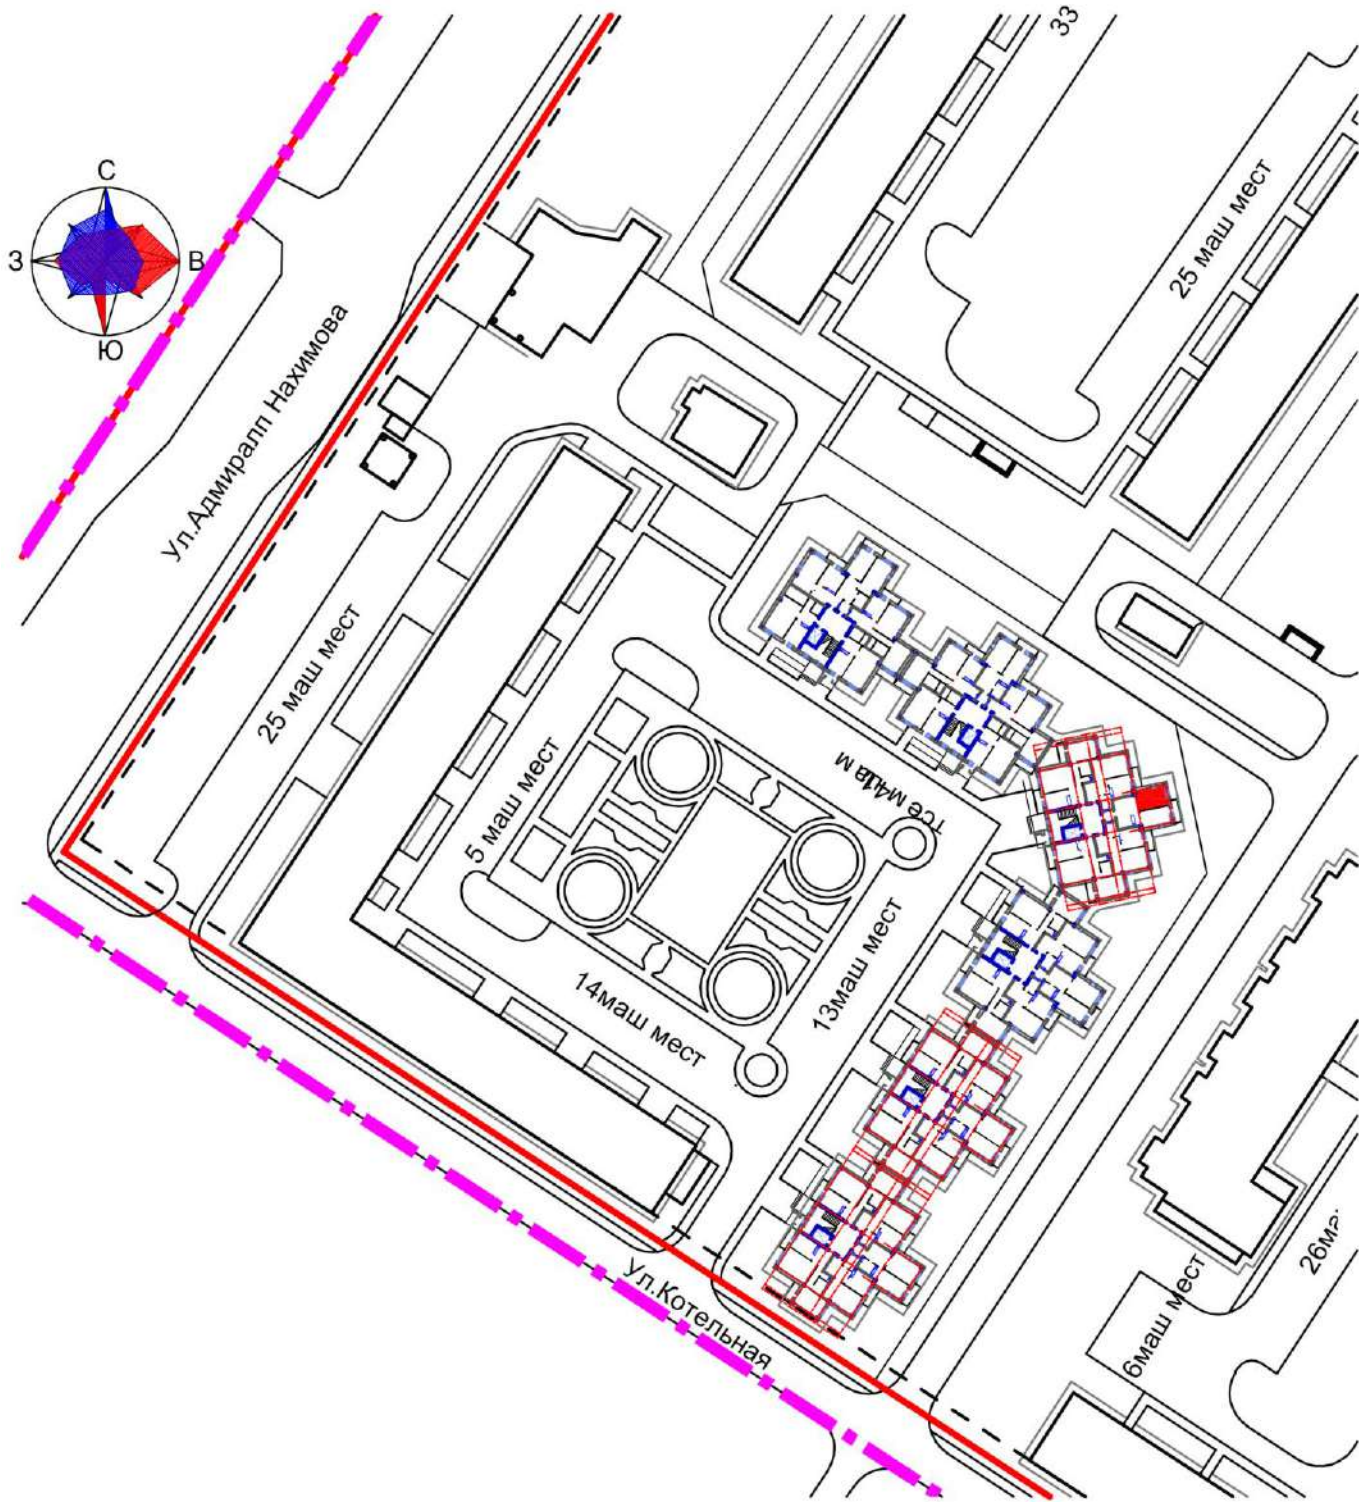 33
С
З
В
Ю
25 маш мест
Ул.Адмиралп Нахимова
25 маш мест
5 маш мест
13маш мест
14маш мест
Ул.Котельная
6маш мест